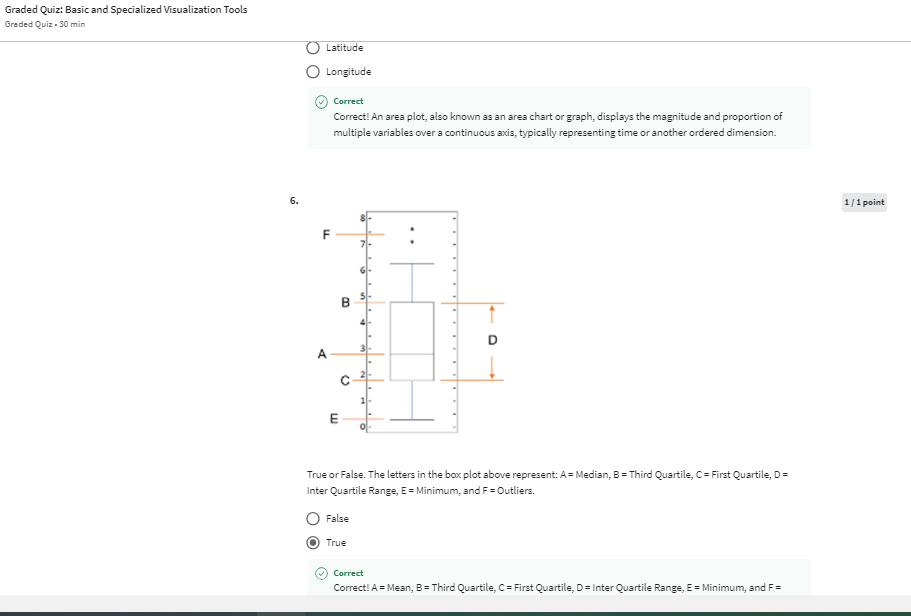 Graded Quiz: Basic and Specialized Visualization Tools
Graded Quiz • 30 min
Latitude
Longitude
Correct
Correct! An area plot, also known as an area chart or graph, displays the magnitude and proportion of
multiple variables over a continuous axis, typically representing time or another ordered dimension.
6.
1 / 1 point
8
F
7
6
5
B
4
D
3
A
2
C
1
E
0
True or False. The letters in the box plot above represent: A = Median, B = Third Quartile, C = First Quartile, D =
Inter Quartile Range, E = Minimum, and F = Outliers.
False
True
Correct
Correct! A = Mean, B = Third Quartile, C = First Quartile, D = Inter Quartile Range, E = Minimum, and F =